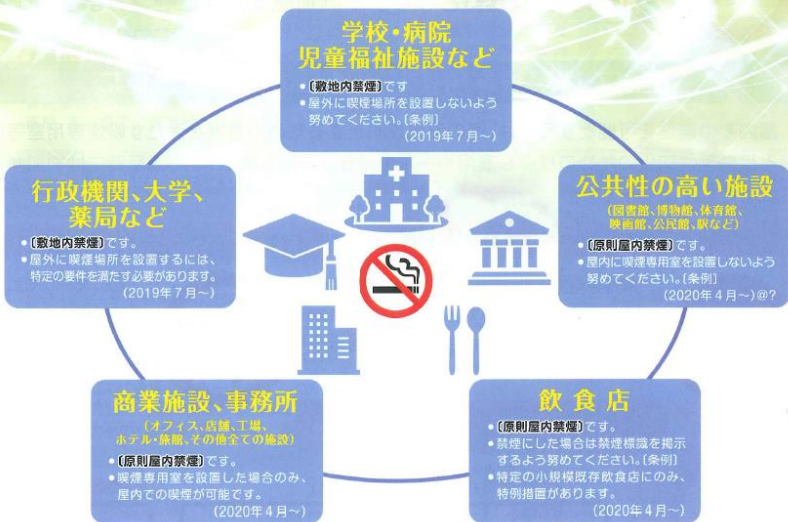 学校・病院
児童福祉施設など
•〔敷地内禁煙〕です
•屋外に喫煙場所を設置しないよう
努めてください。〔条例〕
(2019年7月～)
行政機関、大学、
薬局など
•〔敷地内禁煙〕です。
•屋外に喫煙場所を設置するには、
特定の要件を満たす必要があります。
(2019年7月～)
公共性の高い施設
(図書館、博物館、体育館、
映画館、公民館、駅など)
•〔原則屋内禁煙〕です。
•屋内に喫煙専用室を設置しないよう
努めてください。〔条例〕
(2020年4月～)@?
商業施設、事務所
(オフィス、店舗、工場、
ホテル・旅館、その他全ての施設)
•〔原則屋内禁煙〕です。
•喫煙専用室を設置した場合のみ、
屋内での喫煙が可能です。
(2020年4月～)
飲食店
•〔原則屋内禁煙〕です。
•禁煙にした場合は禁煙標識を掲示
するよう努めてください。〔条例〕
•特定の小規模既存飲食店にのみ、
特例措置があります。
(2020年4月～)